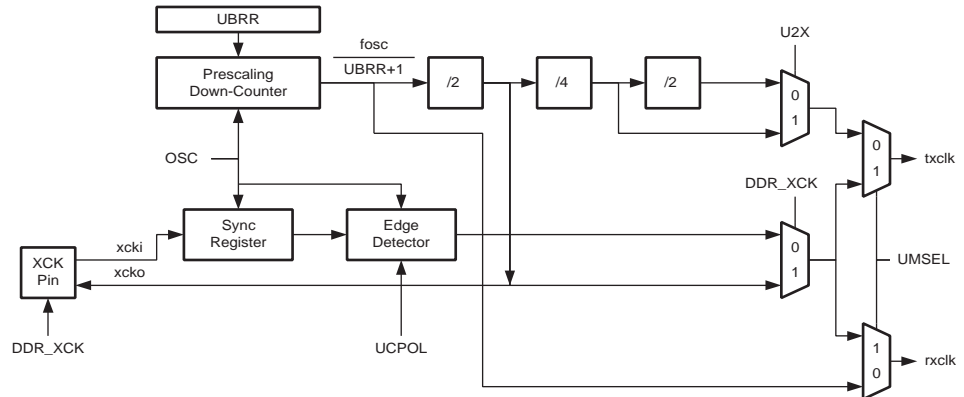 UBRR
U2X
fosc
UBRR+1
Prescaling
Down-Counter
/2
/4
/2
0
1
OSC
0
1
txclk
DDR_XCK
Sync
Register
Edge
Detector
xcki
0
XCK
Pin
xcko
1
UMSEL
DDR_XCK
UCPOL
1
0
rxclk